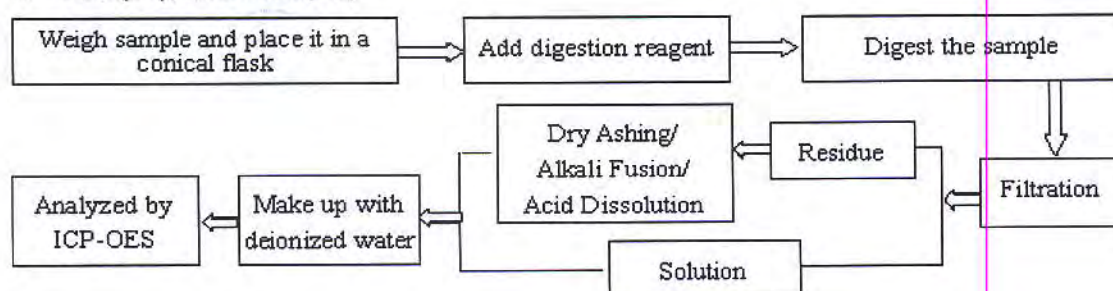 Weigh sample and place it in a
conical flask
Add digestion reagent
Digest the sample
Filtration
Residue
Dry Ashing/
Alkali Fusion/
Acid Dissolution
Solution
Make up with
deionized water
Analyzed by
ICP-OES